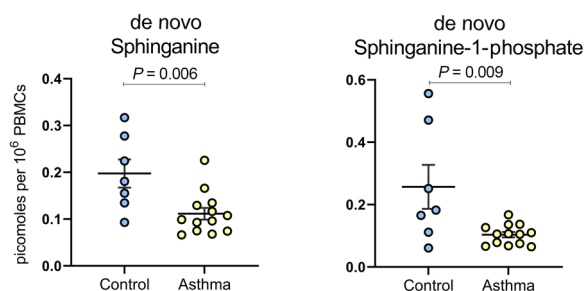 de novo
Sphinganine
P = 0.006
picomoles per 10⁶ PBMCs
0.4
0.3
0.2
0.1
0.0
Control Asthma
de novo
Sphinganine-1-phosphate
P = 0.009
0.6
0.4
0.2
0.0
Control Asthma